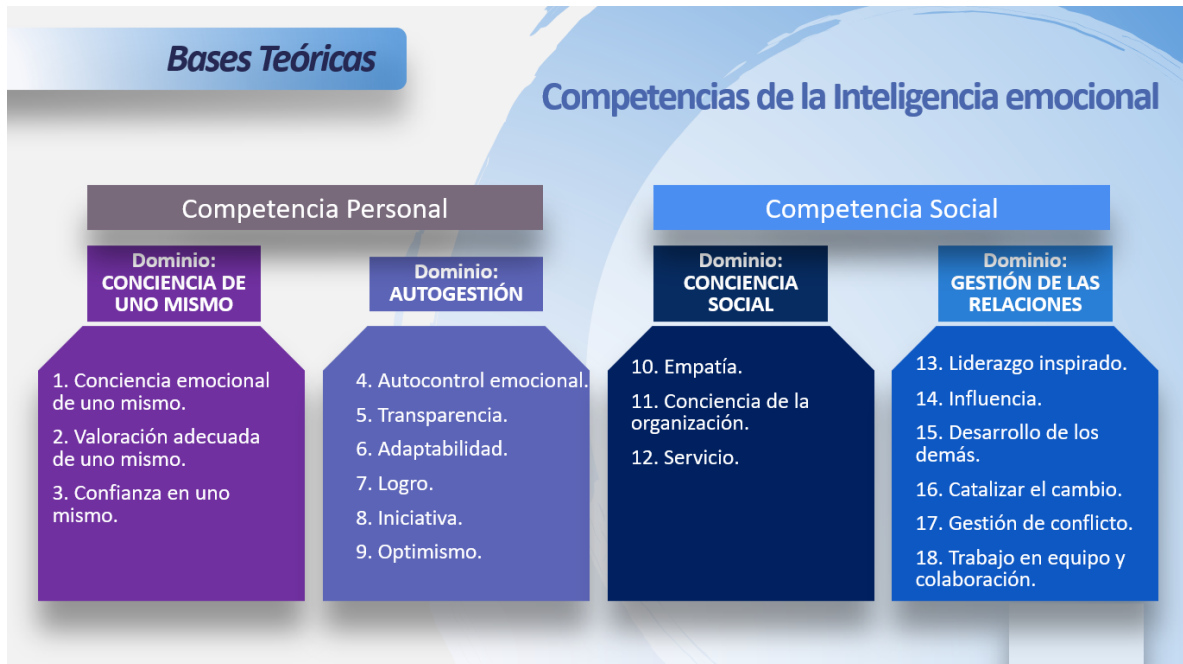 Bases Teóricas
Competencias de la Inteligencia emocional
Competencia Personal
Competencia Social
Dominio:
CONCIENCIA DE
UNO MISMO
1. Conciencia emocional
de uno mismo.
2. Valoración adecuada
de uno mismo.
3. Confianza en uno
mismo.
Dominio:
AUTOGESTIÓN
4. Autocontrol emocional.
5. Transparencia.
6. Adaptabilidad.
7. Logro.
8. Iniciativa.
9. Optimismo.
Dominio:
CONCIENCIA
SOCIAL
10. Empatía.
11. Conciencia de la
organización.
12. Servicio.
Dominio:
GESTIÓN DE LAS
RELACIONES
13. Liderazgo inspirado.
14. Influencia.
15. Desarrollo de los
demás.
16. Catalizar el cambio.
17. Gestión de conflicto.
18. Trabajo en equipo y
colaboración.